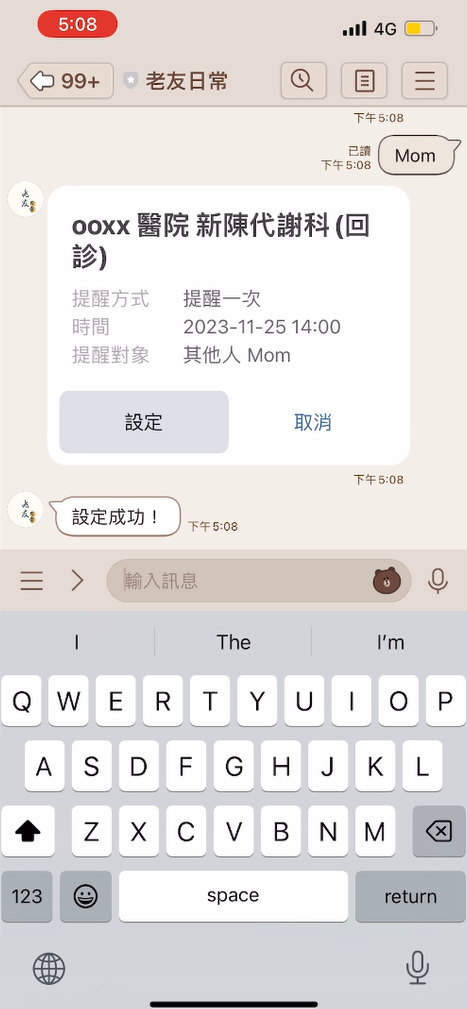 5:08
4G
99+ 老友日常
下午5:08
已讀
下午5:08
Mom
ooxx 醫院 新陳代謝科 (回
診)
提醒方式 提醒一次
時間 2023-11-25 14:00
提醒對象 其他人 Mom
設定 取消
下午5:08
設定成功！
下午5:08
輸入訊息
I The I'm
Q W E R T Y U I O P
A S D F G H J K L
Z X C V B N M
123 space return